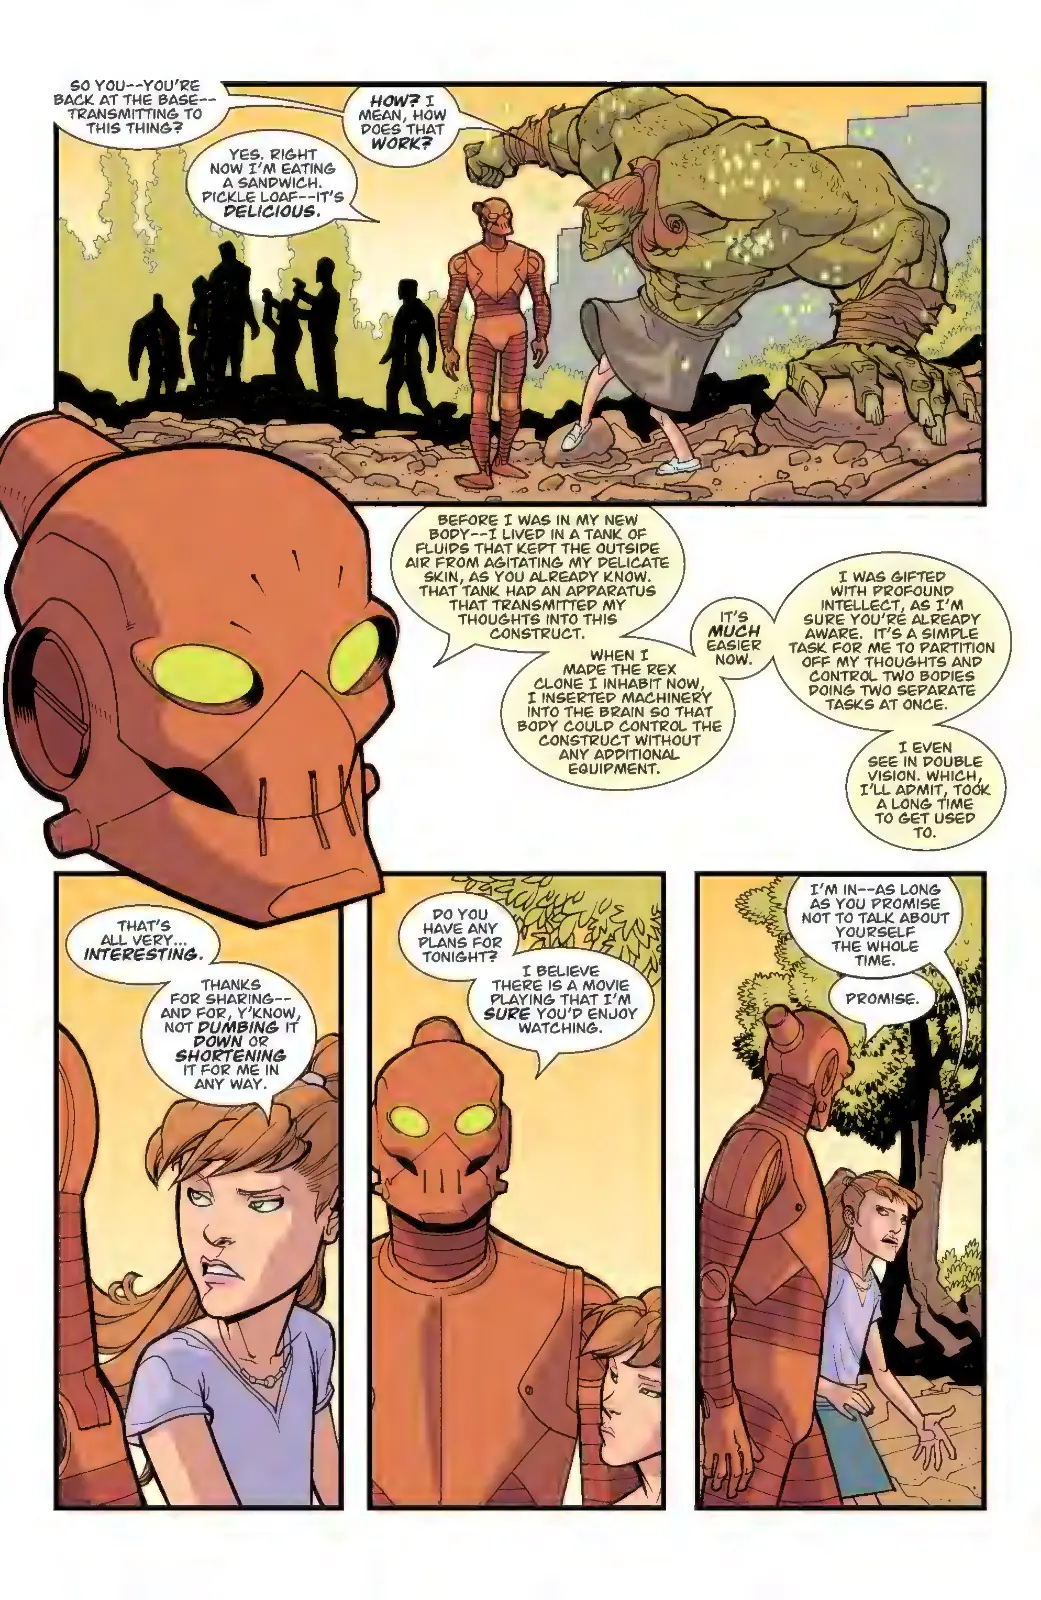 SO YOU--YOU'RE
BACK AT THE BASE--
TRANSMITTING TO
THIS THING?
HOW? I
MEAN, HOW
DOES THAT
WORK?
YES. RIGHT
NOW I'M EATING
A SANDWICH.
PICKLE LOAF--IT'S
DELICIOUS.
BEFORE I WAS IN MY NEW
BODY--I LIVED IN A TANK OF
FLUIDS THAT KEPT THE OUTSIDE
AIR FROM AGITATING MY DELICATE
SKIN, AS YOU ALREADY KNOW.
THAT TANK HAD AN APPARATUS
THAT TRANSMITTED MY
THOUGHTS INTO THIS
CONSTRUCT.
WHEN I
MADE THE REX
CLONE I INHABIT NOW,
I INSERTED MACHINERY
INTO THE BRAIN SO THAT
BODY COULD CONTROL THE
CONSTRUCT WITHOUT
ANY ADDITIONAL
EQUIPMENT.
IT'S
MUCH
EASIER
NOW.
I WAS GIFTED
WITH PROFOUND
INTELLECT, AS I'M
SURE YOU'RE ALREADY
AWARE. IT'S A SIMPLE
TASK FOR ME TO PARTITION
OFF MY THOUGHTS AND
CONTROL TWO BODIES
DOING TWO SEPARATE
TASKS AT ONCE.
I EVEN
SEE IN DOUBLE
VISION. WHICH,
I'LL ADMIT, TOOK
A LONG TIME
TO GET USED
TO.
THAT'S
ALL VERY...
INTERESTING.
THANKS
FOR SHARING--
AND FOR, Y'KNOW,
NOT DUMBING IT
DOWN OR
SHORTENING
IT FOR ME IN
ANY WAY.
DO YOU
HAVE ANY
PLANS FOR
TONIGHT?
I BELIEVE
THERE IS A MOVIE
PLAYING THAT I'M
SURE YOU'D ENJOY
WATCHING.
I'M IN--AS LONG
AS YOU PROMISE
NOT TO TALK ABOUT
YOURSELF
THE WHOLE
TIME.
PROMISE.